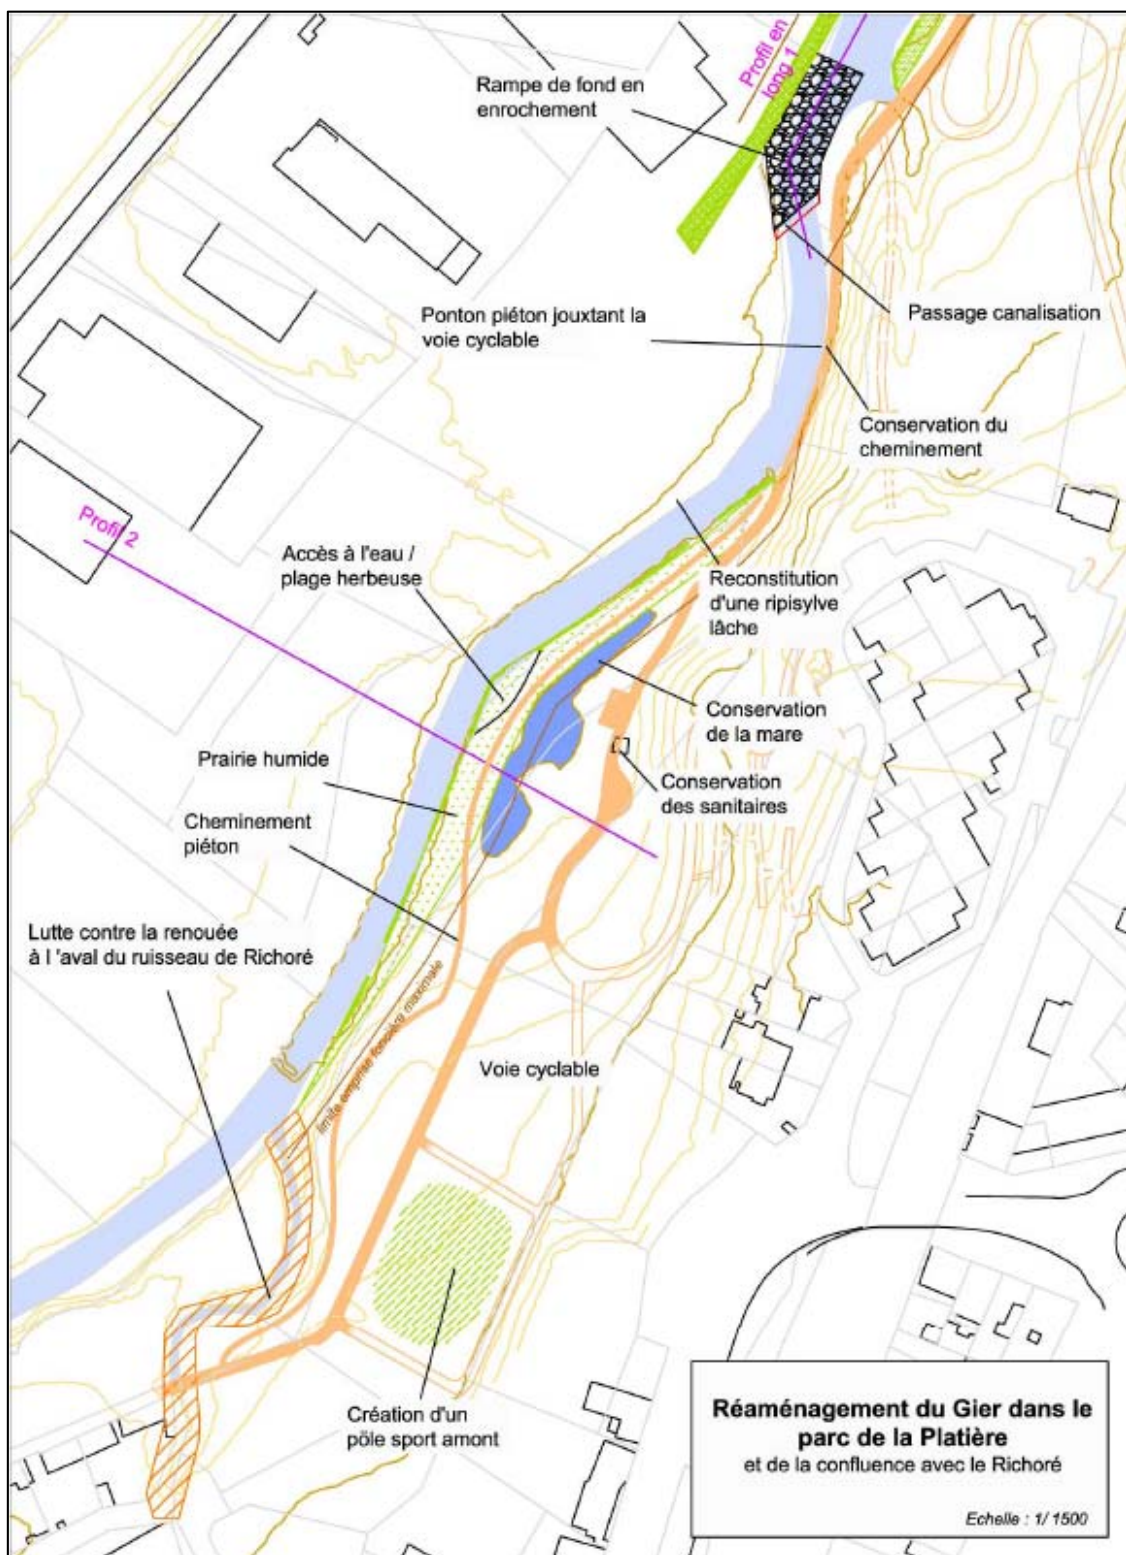 Profil en
long 1
Rampe de fond en
enrochement
Ponton piéton jouxtant la
voie cyclable
Passage canalisation
Conservation du
cheminement
Profil 2
Accès à l'eau /
plage herbeuse
Reconstitution
d'une ripisylve
lâche
Prairie humide
Conservation
de la mare
Conservation
des sanitaires
Cheminement
piéton
Lutte contre la renouée
à l 'aval du ruisseau de Richoré
limite emprise foncière maximale
Voie cyclable
Création d'un
pôle sport amont
Réaménagement du Gier dans le
parc de la Platière
et de la confluence avec le Richoré
Echelle : 1/ 1500